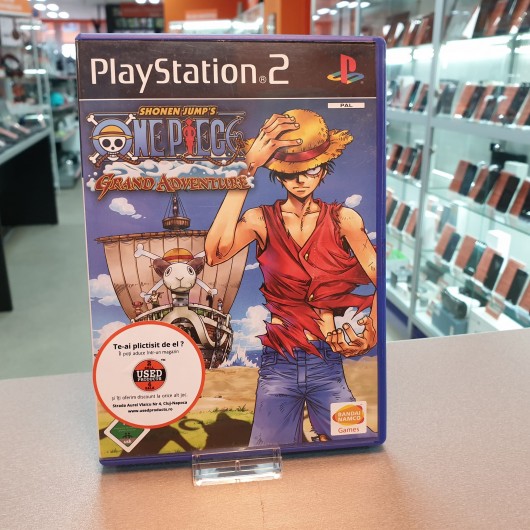 PlayStation®2
PAL
SHONEN JUMP'S
ONE PIECE
GRAND ADVENTURE
Te-ai plictisit de el ?
Îl poți aduce într-un magazin
USED
PRODUCTS
și îți oferim discount la orice alt joc
Strada Aurel Vlaicu Nr 4, Cluj-Napoca
www.usedproducts.ro
BANDAI
NAMCO
Games